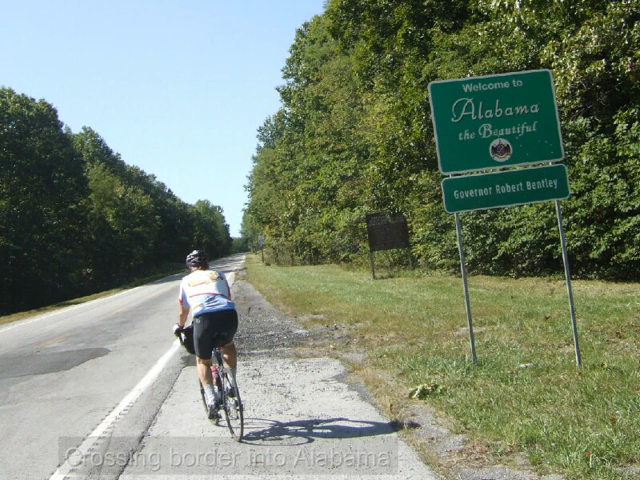 Welcome to
Alabama
the Beautiful
Governor Robert Bentley
Crossing border into Alabama